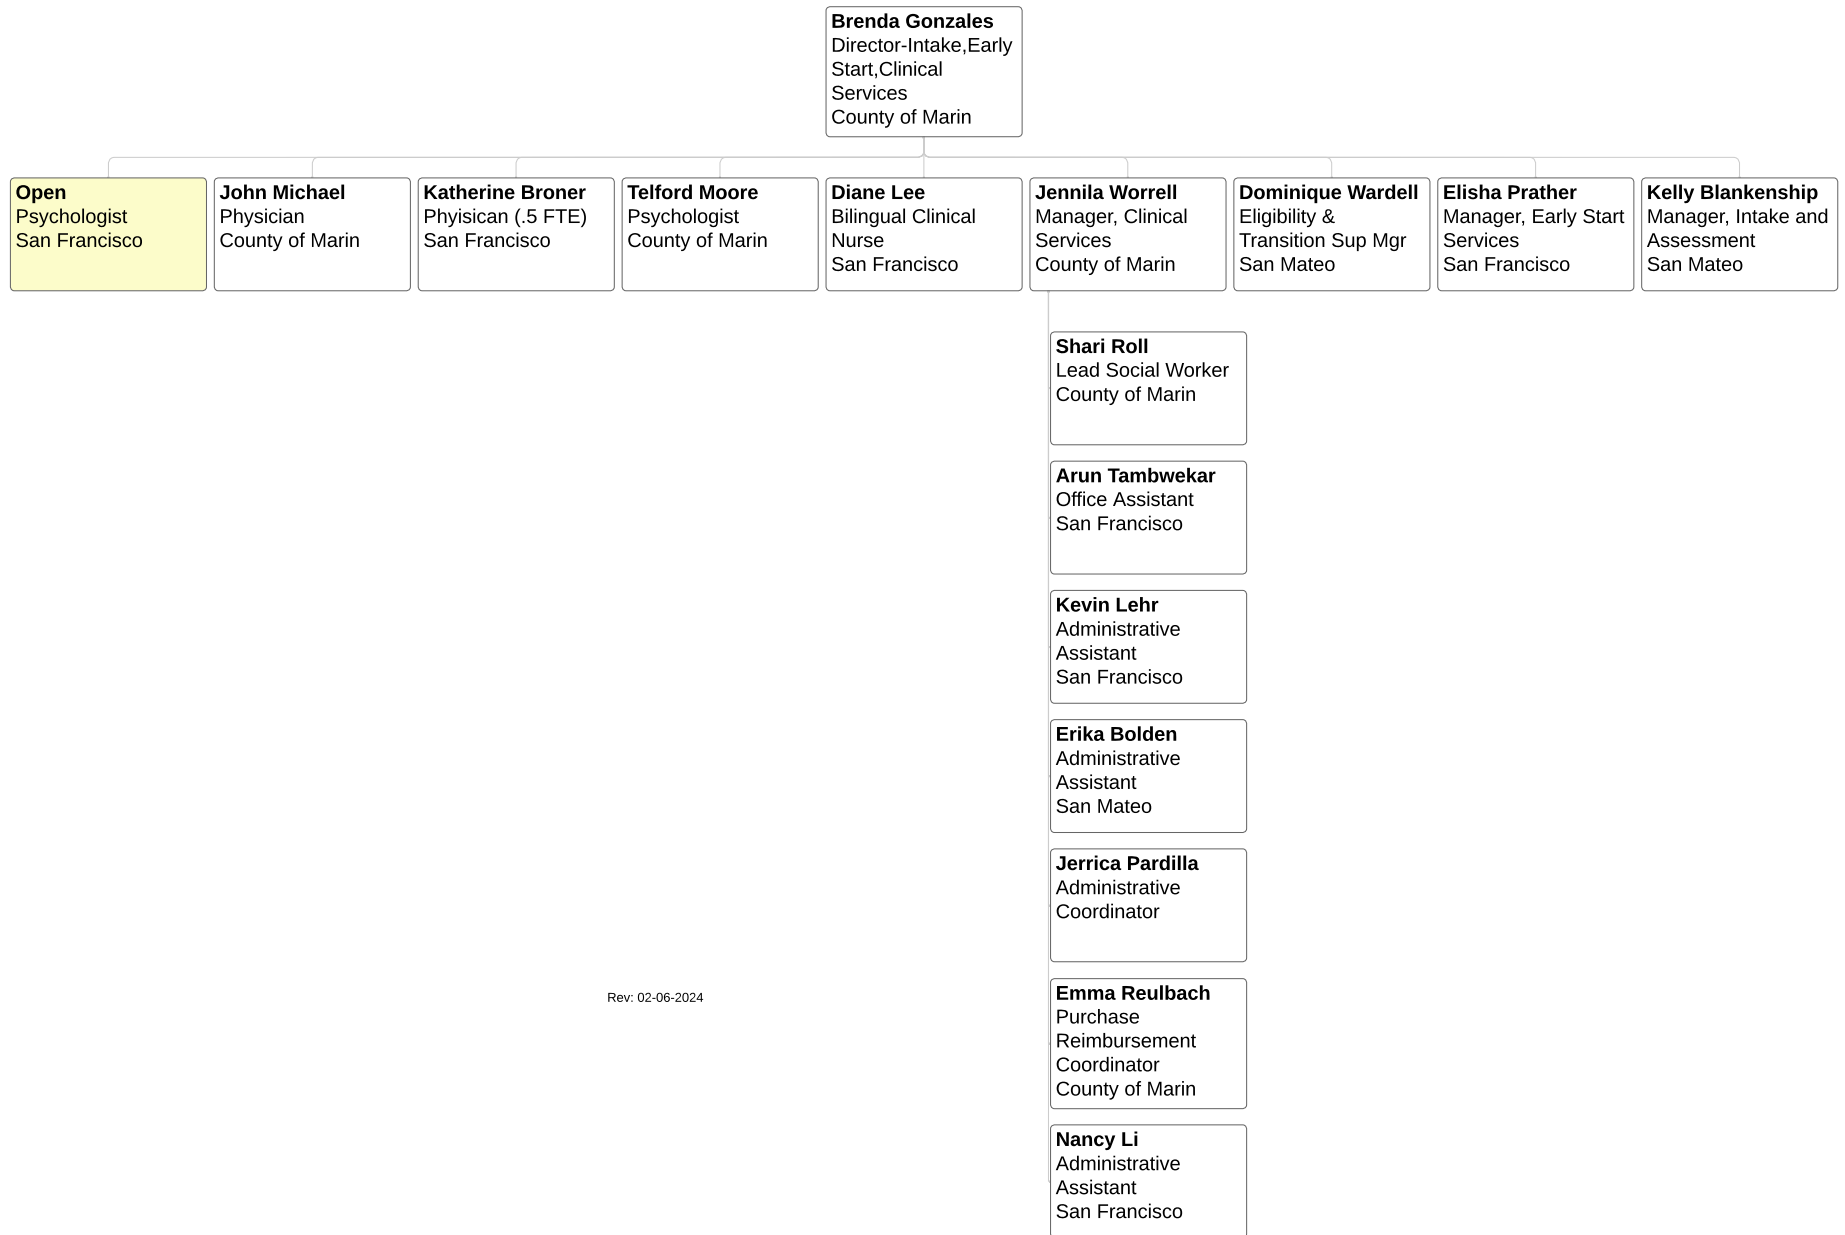 Brenda Gonzales
Director-Intake,Early
Start,Clinical
Services
County of Marin
Open
Psychologist
San Francisco
John Michael
Physician
County of Marin
Katherine Broner
Phyisican (.5 FTE)
San Francisco
Telford Moore
Psychologist
County of Marin
Diane Lee
Bilingual Clinical
Nurse
San Francisco
Jennila Worrell
Manager, Clinical
Services
County of Marin
Dominique Wardell
Eligibility &
Transition Sup Mgr
San Mateo
Elisha Prather
Manager, Early Start
Services
San Francisco
Kelly Blankenship
Manager, Intake and
Assessment
San Mateo
Shari Roll
Lead Social Worker
County of Marin
Arun Tambwekar
Office Assistant
San Francisco
Kevin Lehr
Administrative
Assistant
San Francisco
Erika Bolden
Administrative
Assistant
San Mateo
Jerrica Pardilla
Administrative
Coordinator
Rev: 02-06-2024
Emma Reulbach
Purchase
Reimbursement
Coordinator
County of Marin
Nancy Li
Administrative
Assistant
San Francisco